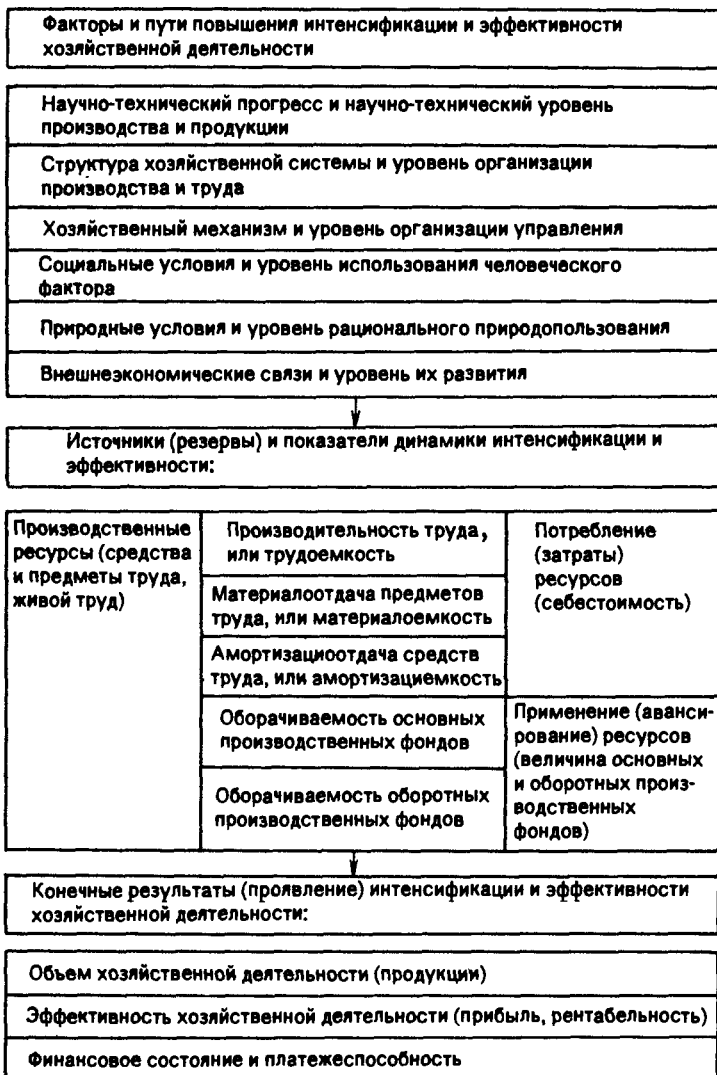 Факторы и пути повышения интенсификации и эффективности
хозяйственной деятельности
Научно-технический прогресс и научно-технический уровень
производства и продукции
Структура хозяйственной системы и уровень организации
производства и труда
Хозяйственный механизм и уровень организации управления
Социальные условия и уровень использования человеческого
фактора
Природные условия и уровень рационального природопользования
Внешнеэкономические связи и уровень их развития
Источники (резервы) и показатели динамики интенсификации и
эффективности:
Производственные
ресурсы (средства
и предметы труда,
живой труд)
Производительность труда,
или трудоемкость
Материалоотдача предметов
труда, или материалоемкость
Амортизациоотдача средств
труда, или амортизациемкость
Оборачиваемость основных
производственных фондов
Оборачиваемость оборотных
производственных фондов
Потребление
(затраты)
ресурсов
(себестоимость)
Применение (аванси-
рование) ресурсов
(величина основных
и оборотных произ-
водственных
фондов)
Конечные результаты (проявление) интенсификации и эффективности
хозяйственной деятельности:
Объем хозяйственной деятельности (продукции)
Эффективность хозяйственной деятельности (прибыль, рентабельность)
Финансовое состояние и платежеспособность